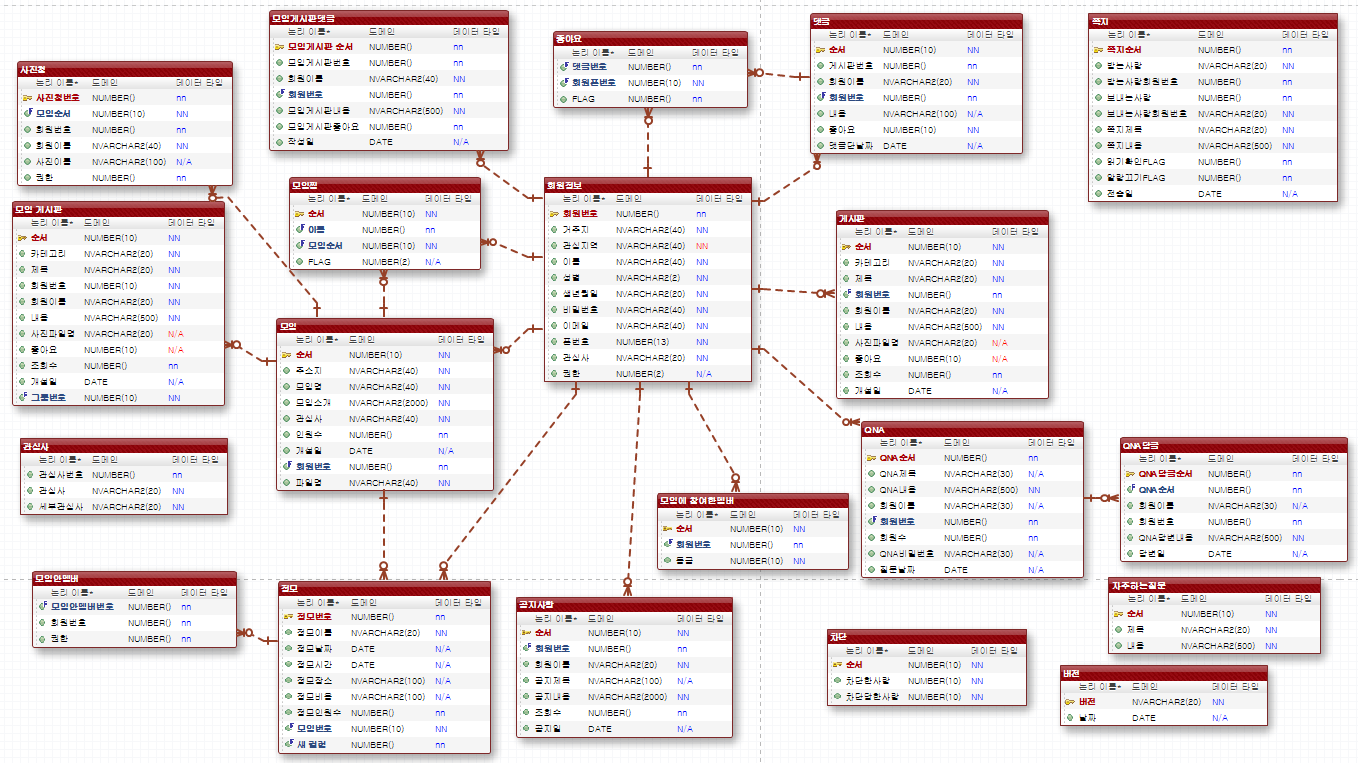 모임게시판댓글
논리 이름* 도메인 데이터 타입
모임게시판 순서 NUMBER() nn
모임게시판번호 NUMBER() nn
회원이름 NVARCHAR2(40) NN
회원번호 NUMBER() nn
모임게시판내용 NVARCHAR2(500) NN
모임게시판좋아요 NUMBER() nn
작성일 DATE N/A
좋아요
논리 이름* 도메인 데이터 타입
댓글번호 NUMBER() nn
회원폰번호 NUMBER(10) NN
FLAG NUMBER() nn
댓글
논리 이름* 도메인 데이터 타입
순서 NUMBER(10) NN
게시판번호 NUMBER() nn
회원이름 NVARCHAR2(20) NN
회원번호 NUMBER() nn
내용 NVARCHAR2(100) N/A
좋아요 NUMBER(10) NN
댓글단날짜 DATE N/A
쪽지
논리 이름* 도메인 데이터 타입
쪽지순서 NUMBER() nn
받는사람 NVARCHAR2(20) NN
받는사람회원번호 NVARCHAR2(20) NN
보내는사람 NVARCHAR2(20) NN
보내는사람회원번호 NVARCHAR2(20) NN
쪽지제목 NVARCHAR2(20) NN
쪽지내용 NVARCHAR2(500) NN
읽기확인FLAG NUMBER() nn
알람끄기FLAG NUMBER() nn
전송일 DATE N/A
사진첩
논리 이름* 도메인 데이터 타입
사진첩번호 NUMBER() nn
모임순서 NUMBER(10) NN
회원번호 NUMBER() nn
회원이름 NVARCHAR2(40) NN
사진이름 NVARCHAR2(100) N/A
권한 NUMBER() nn
모임찜
논리 이름* 도메인 데이터 타입
순서 NUMBER(10) NN
이름 NUMBER() nn
모임순서 NUMBER(10) NN
FLAG NUMBER(2) N/A
회원정보
논리 이름* 도메인 데이터 타입
회원번호 NUMBER() nn
거주지 NVARCHAR2(40) NN
관심지역 NVARCHAR2(40) NN
이름 NVARCHAR2(40) NN
성별 NVARCHAR2(2) NN
생년월일 NVARCHAR2(20) NN
비밀번호 NVARCHAR2(40) NN
이메일 NVARCHAR2(40) NN
폰번호 NUMBER(13) NN
관심사 NVARCHAR2(20) NN
권한 NUMBER(2) N/A
모임 게시판
논리 이름* 도메인 데이터 타입
순서 NUMBER(10) NN
카테고리 NVARCHAR2(20) NN
제목 NVARCHAR2(20) NN
회원번호 NUMBER(10) NN
회원이름 NVARCHAR2(20) NN
내용 NVARCHAR2(500) NN
사진파일명 NVARCHAR2(20) N/A
좋아요 NUMBER(10) N/A
조회수 NUMBER() nn
개설일 DATE N/A
그룹번호 NUMBER(10) NN
게시판
논리 이름* 도메인 데이터 타입
순서 NUMBER(10) NN
카테고리 NVARCHAR2(20) NN
제목 NVARCHAR2(20) NN
회원번호 NUMBER() nn
회원이름 NVARCHAR2(20) NN
내용 NVARCHAR2(500) NN
사진파일명 NVARCHAR2(20) N/A
좋아요 NUMBER(10) N/A
조회수 NUMBER() nn
개설일 DATE N/A
모임
논리 이름* 도메인 데이터 타입
순서 NUMBER(10) NN
주소지 NVARCHAR2(40) NN
모임명 NVARCHAR2(40) NN
모임소개 NVARCHAR2(2000) NN
관심사 NVARCHAR2(40) NN
인원수 NUMBER() nn
개설일 DATE N/A
회원번호 NUMBER() nn
파일명 NVARCHAR2(40) NN
관심사
논리 이름* 도메인 데이터 타입
관심사번호 NUMBER() nn
관심사 NVARCHAR2(20) NN
세부관심사 NVARCHAR2(20) NN
QNA
논리 이름* 도메인 데이터 타입
QNA순서 NUMBER() nn
QNA제목 NVARCHAR2(30) N/A
QNA내용 NVARCHAR2(500) NN
회원이름 NVARCHAR2(30) N/A
회원번호 NUMBER() nn
회원수 NUMBER() nn
QNA비밀번호 NVARCHAR2(30) N/A
질문날짜 DATE N/A
QNA답글
논리 이름* 도메인 데이터 타입
QNA답글순서 NUMBER() nn
QNA순서 NUMBER() nn
회원이름 NVARCHAR2(30) N/A
회원번호 NUMBER() nn
QNA답변내용 NVARCHAR2(500) NN
답변일 DATE N/A
모임에 참여한멤버
논리 이름* 도메인 데이터 타입
순서 NUMBER(10) NN
회원번호 NUMBER() nn
등급 NUMBER(10) NN
모임안멤버
논리 이름* 도메인 데이터 타입
모임안멤버번호 NUMBER() nn
회원번호 NUMBER() nn
권한 NUMBER() nn
정모
논리 이름* 도메인 데이터 타입
정모번호 NUMBER() nn
정모이름 NVARCHAR2(20) NN
정모날짜 DATE N/A
정모시간 DATE N/A
정모장소 NVARCHAR2(100) N/A
정모비용 NVARCHAR2(100) N/A
정모인원수 NUMBER() nn
모임번호 NUMBER(10) NN
새 컬럼 NUMBER() nn
공지사항
논리 이름* 도메인 데이터 타입
순서 NUMBER(10) NN
회원번호 NUMBER() nn
회원이름 NVARCHAR2(20) NN
공지제목 NVARCHAR2(100) N/A
공지내용 NVARCHAR2(2000) NN
조회수 NUMBER() nn
공지일 DATE N/A
차단
논리 이름* 도메인 데이터 타입
순서 NUMBER(10) NN
차단한사람 NUMBER(10) NN
차단당한사람 NUMBER(10) NN
자주하는질문
논리 이름* 도메인 데이터 타입
순서 NUMBER(10) NN
제목 NVARCHAR2(20) NN
내용 NVARCHAR2(500) NN
버전
논리 이름* 도메인 데이터 타입
버전 NVARCHAR2(20) NN
날짜 DATE N/A